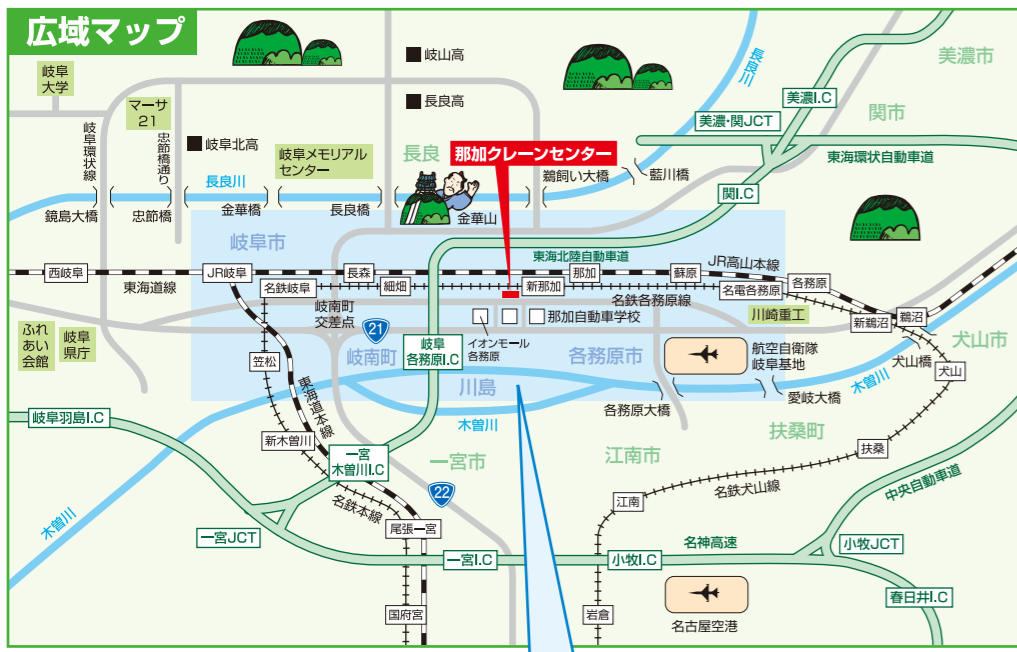 広域マップ
岐山高
長良高
岐阜
大学
マーサ
21
岐阜環状線
忠節橋通り
岐阜北高
岐阜メモリアル
センター
長良
那加クレーンセンター
長良川
美濃市
美濃I.C
美濃・関JCT
関市
東海環状自動車道
長良川
鵜飼い大橋
藍川橋
関I.C
鏡島大橋
忠節橋
金華橋
長良橋
金華山
岐阜市
東海北陸自動車道
西岐阜
JR岐阜
長森
那加
蘇原
JR高山本線
各務原
東海道線
名鉄岐阜
細畑
新那加
名鉄各務原線
名電各務原
岐南町
交差点
21
イオンモール
各務原
那加自動車学校
川崎重工
新鵜沼
鵜沼
ふれ
あい
会館
岐阜
県庁
笠松
岐南町
岐阜
各務原I.C
各務原市
航空自衛隊
岐阜基地
犬山橋
犬山市
犬山
川島
木曽川
各務原大橋
愛岐大橋
木曽川
岐阜羽島I.C
東海道本線
新木曽川
一宮
木曽川I.C
一宮市
江南市
扶桑町
扶桑
22
名鉄本線
江南
名鉄犬山線
中央自動車道
木曽川
尾張一宮
一宮JCT
一宮I.C
小牧I.C
名神高速
小牧JCT
春日井I.C
国府宮
岩倉
名古屋空港